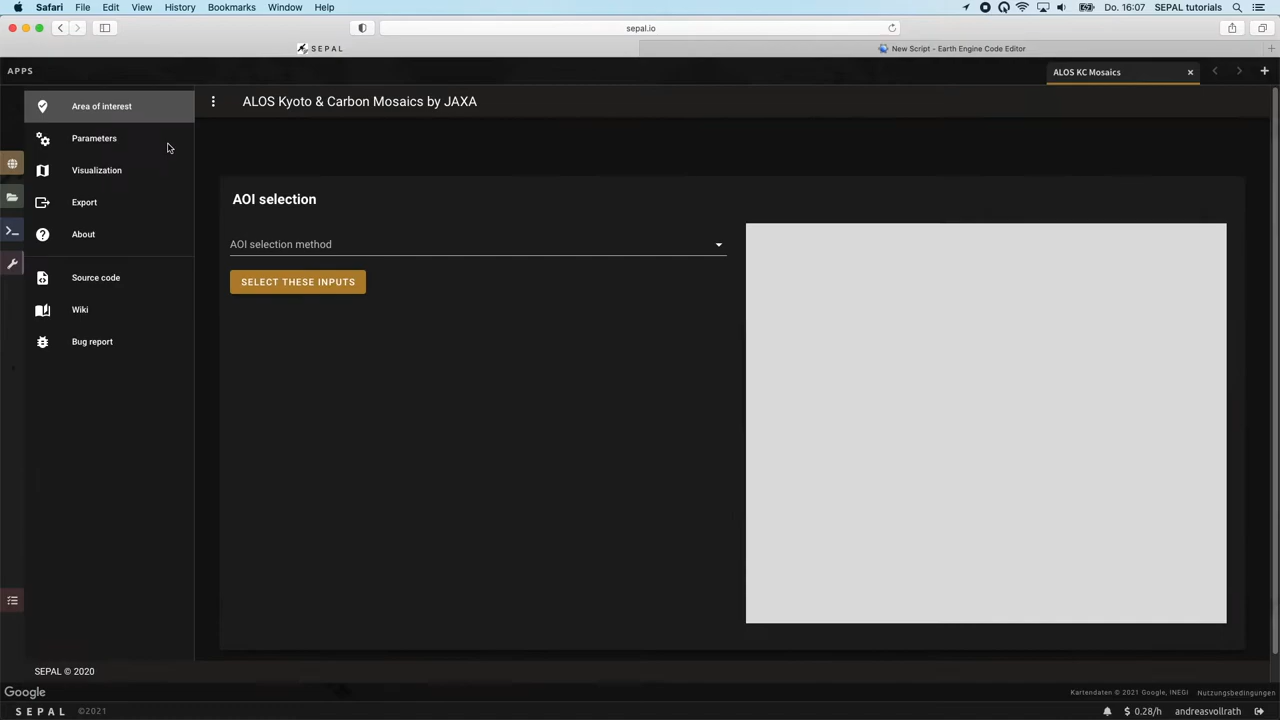 Safari File Edit View History Bookmarks Window Help
Do. 16:07 SEPAL tutorials
sepal.io
SEPAL
New Script - Earth Engine Code Editor
APPS
ALOS KC Mosaics
Area of interest
ALOS Kyoto & Carbon Mosaics by JAXA
Parameters
Visualization
Export
About
Source code
Wiki
Bug report
AOI selection
AOI selection method
SELECT THESE INPUTS
SEPAL © 2020
Google
Kartendaten © 2021 Google, INEGI Nutzungsbedingungen
SEPAL ©2021
$ 0.28/h andreasvollrath